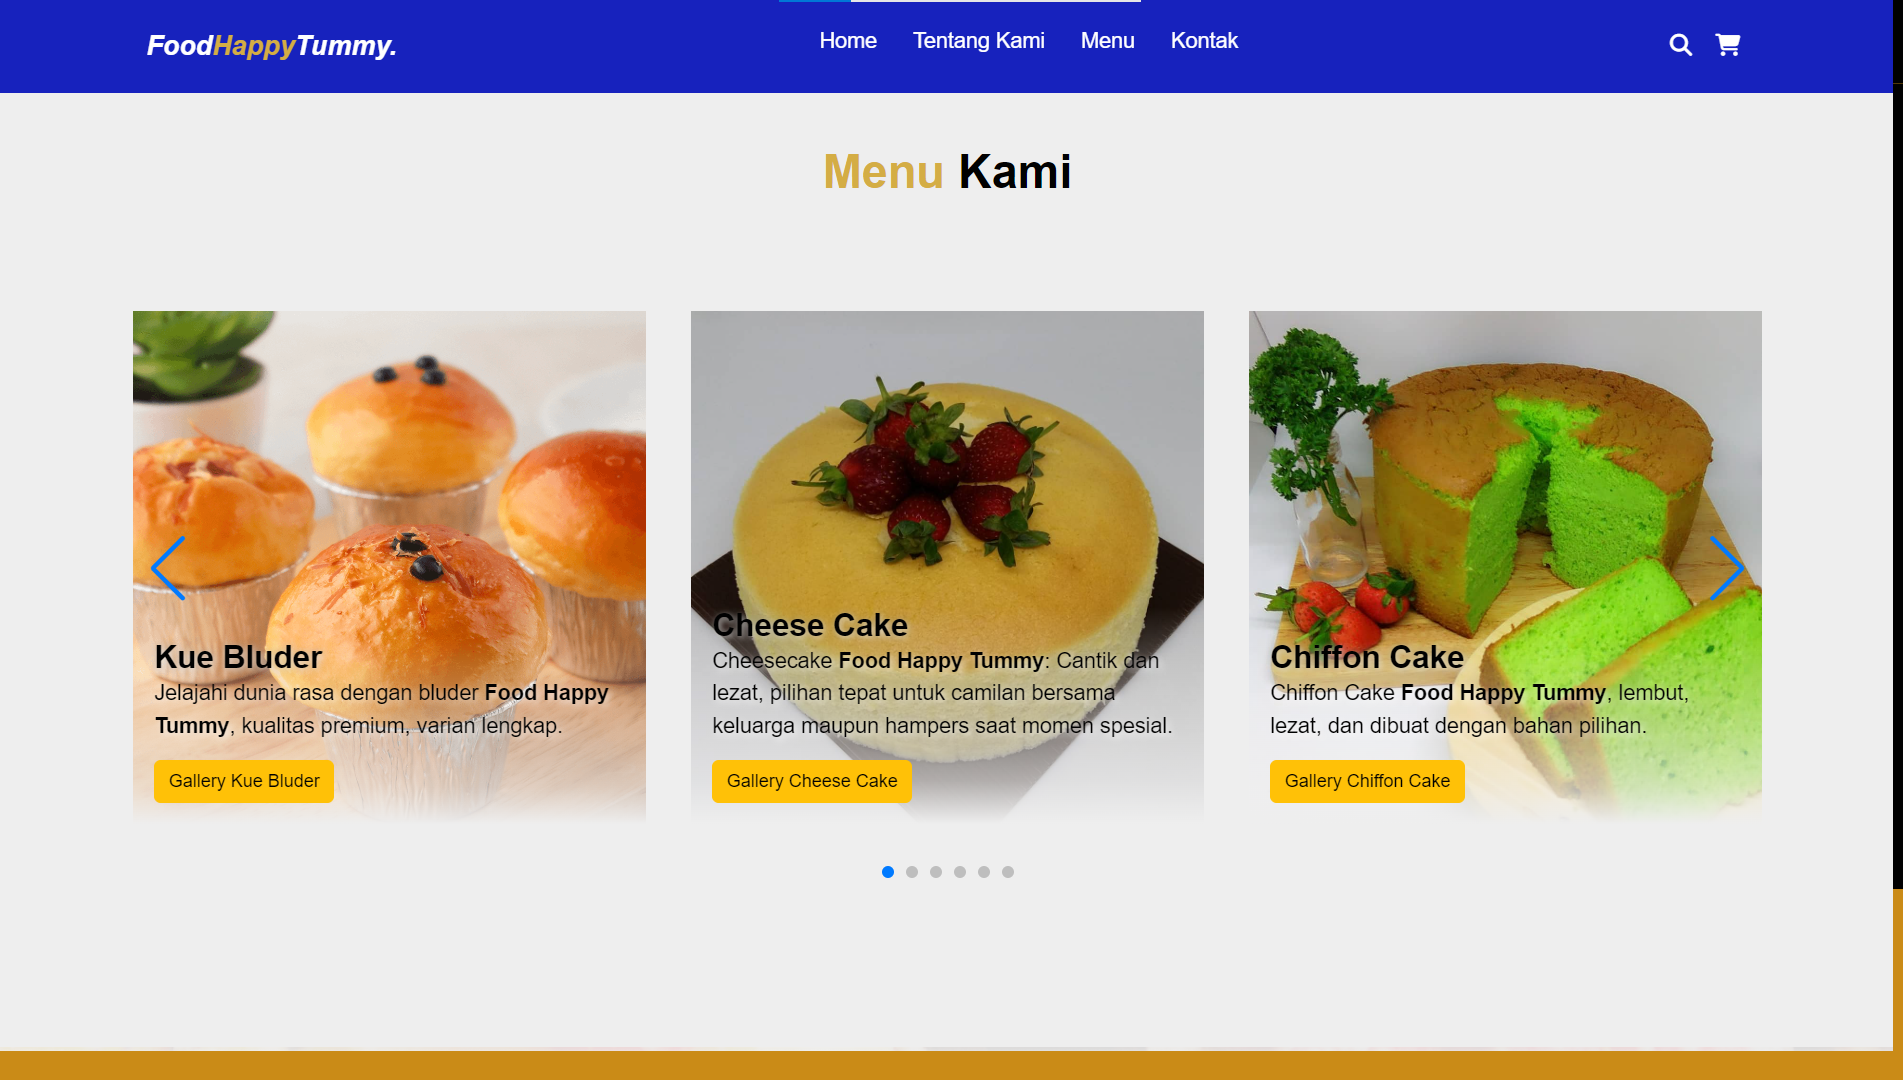 FoodHappyTummy.
Home Tentang Kami Menu Kontak
Menu Kami
Kue Bluder
Jelajahi dunia rasa dengan bluder Food Happy
Tummy, kualitas premium, varian lengkap.
Gallery Kue Bluder
Cheese Cake
Cheesecake Food Happy Tummy: Cantik dan
lezat, pilihan tepat untuk camilan bersama
keluarga maupun hampers saat momen spesial.
Gallery Cheese Cake
Chiffon Cake
Chiffon Cake Food Happy Tummy, lembut,
lezat, dan dibuat dengan bahan pilihan.
Gallery Chiffon Cake